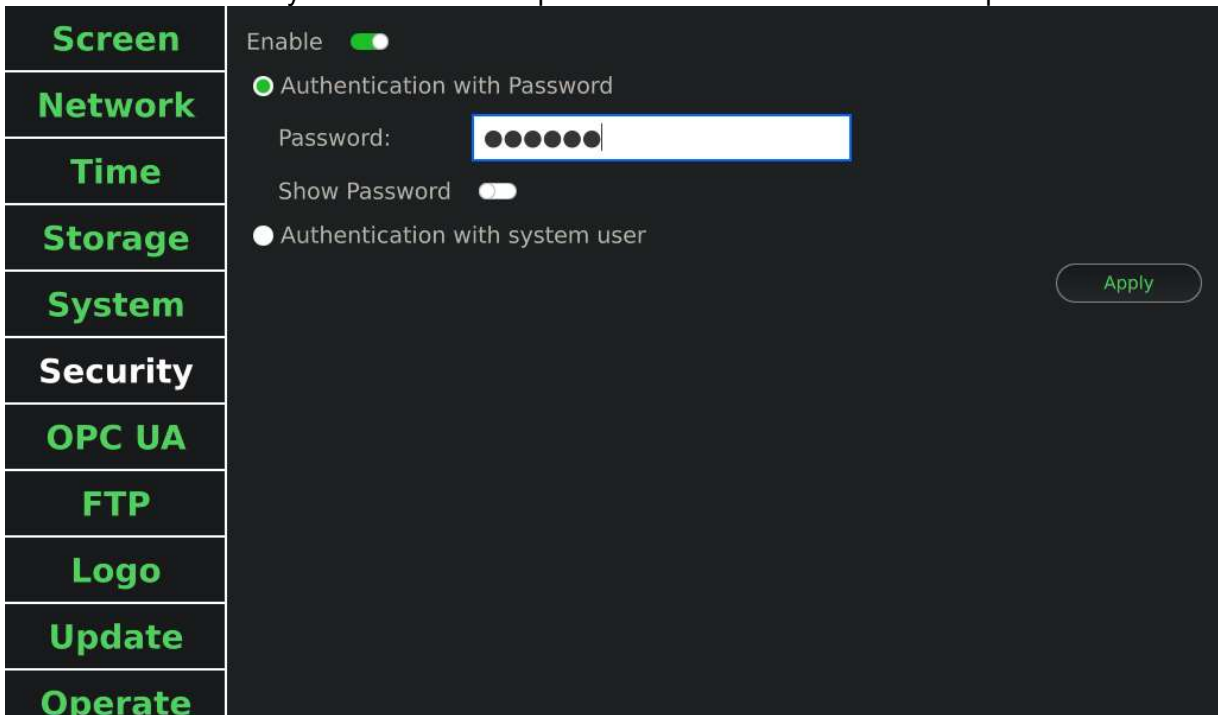 Screen
Network
Time
Storage
System
Security
OPC UA
FTP
Logo
Update
Operate
Enable
Authentication with Password
Password: ●●●●●●
Show Password
Authentication with system user
Apply